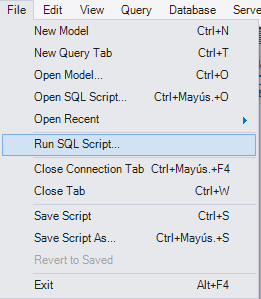 File Edit View Query Database Serve
New Model Ctrl+N
New Query Tab Ctrl+T
Open Model... Ctrl+O
Open SQL Script... Ctrl+Mayús.+O
Open Recent
Run SQL Script...
Close Connection Tab Ctrl+Mayús.+F4
Close Tab Ctrl+W
Save Script Ctrl+S
Save Script As... Ctrl+Mayús.+S
Revert to Saved
Exit Alt+F4